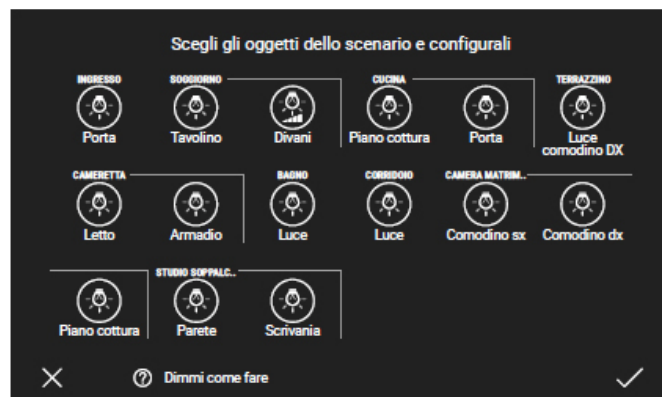 Scegli gli oggetti dello scenario e configurali
INGRESSO SOGGIORNO CUCINA TERRAZZINO
Porta Tavolino Divani Piano cottura Porta Luce
comodino DX
CAMERETTA BAGNO CORRIDOIO CAMERA MATRIM..
Letto Armadio Luce Luce Comodino sx Comodino dx
STUDIO SOPPALC..
Piano cottura Parete Scrivania
Dimmi come fare